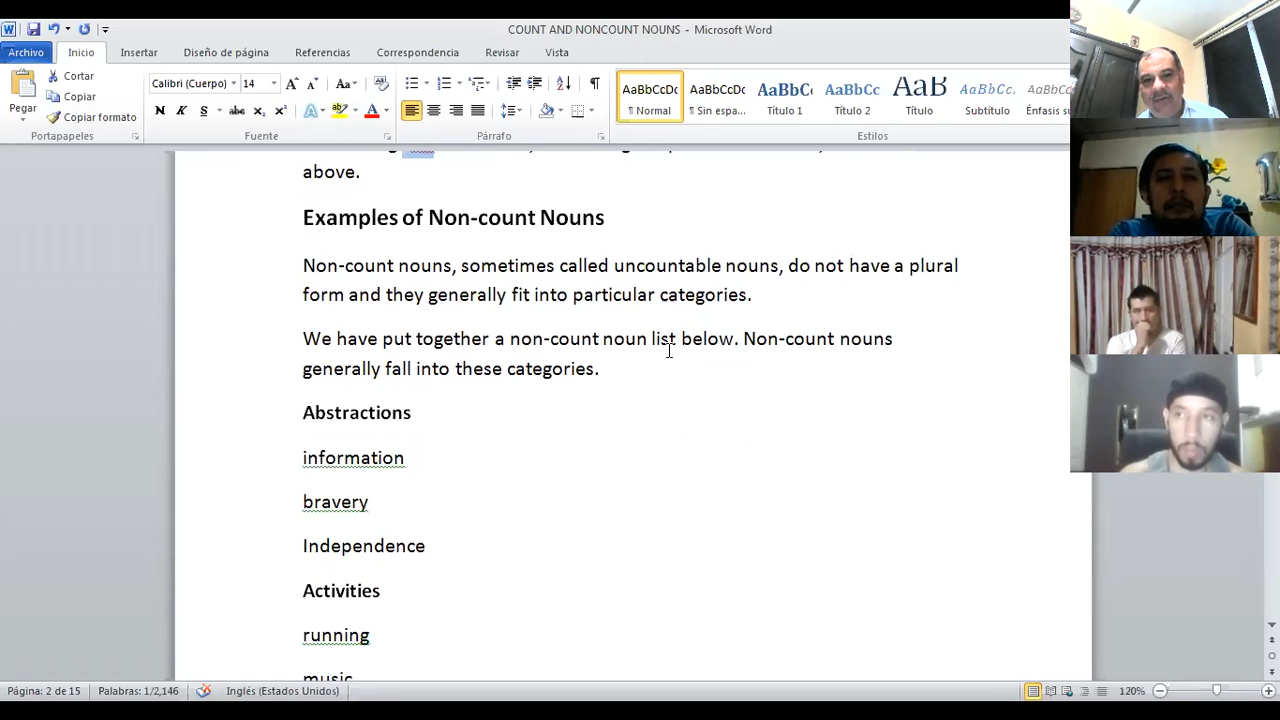 COUNT AND NONCOUNT NOUNS - Microsoft Word
Archivo Inicio Insertar Diseño de página Referencias Correspondencia Revisar Vista
Pegar
Cortar
Copiar
Copiar formato
Portapapeles
Calibri (Cuerpo) 14
Fuente
Párrafo
AaBbCcDc AaBbCcDc AaBbC AaBbCc AaB AaBbCc. AaBbCc
¶ Normal ¶ Sin espa... Título 1 Título 2 Título Subtítulo Énfasis su
Estilos
above.
Examples of Non-count Nouns
Non-count nouns, sometimes called uncountable nouns, do not have a plural
form and they generally fit into particular categories.
We have put together a non-count noun list below. Non-count nouns
generally fall into these categories.
Abstractions
information
bravery
Independence
Activities
running
music
Página: 2 de 15 Palabras: 1/2,146 Inglés (Estados Unidos) 120%